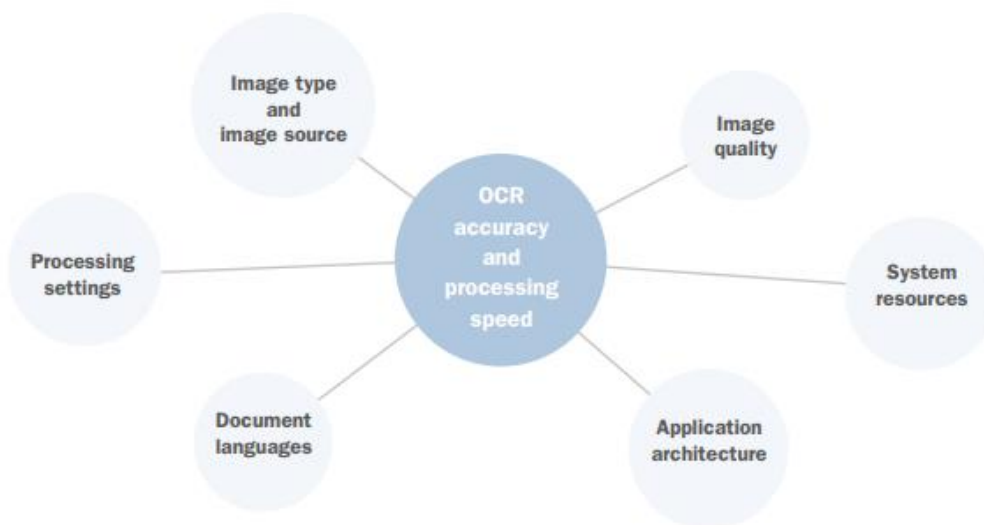 Image type
and
image source
Image
quality
OCR
accuracy
and
processing
speed
Processing
settings
System
resources
Document
languages
Application
architecture